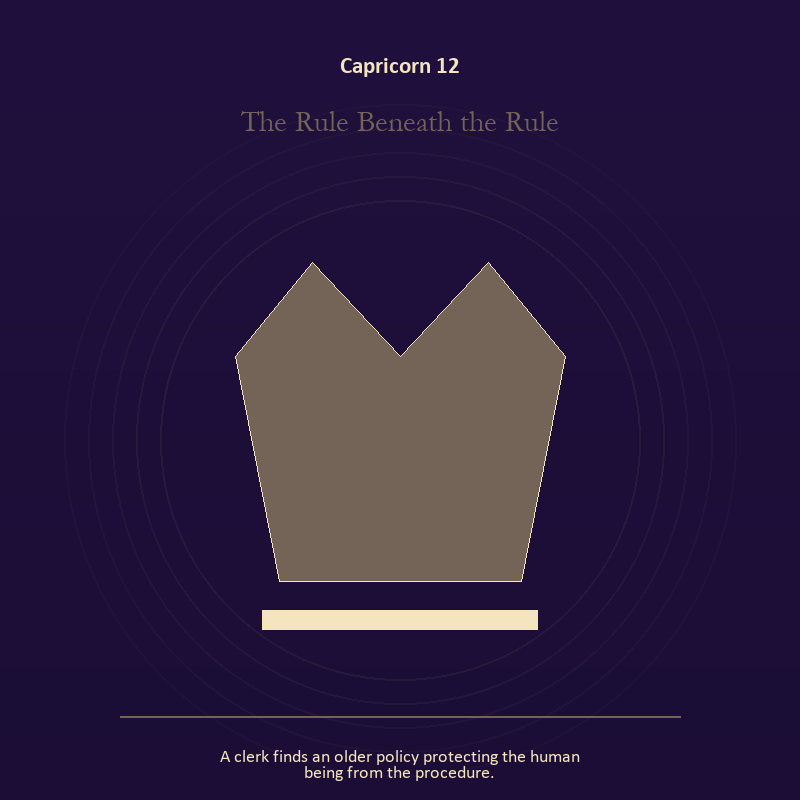 Capricorn 12
The Rule Beneath the Rule
A clerk finds an older policy protecting the human
being from the procedure.